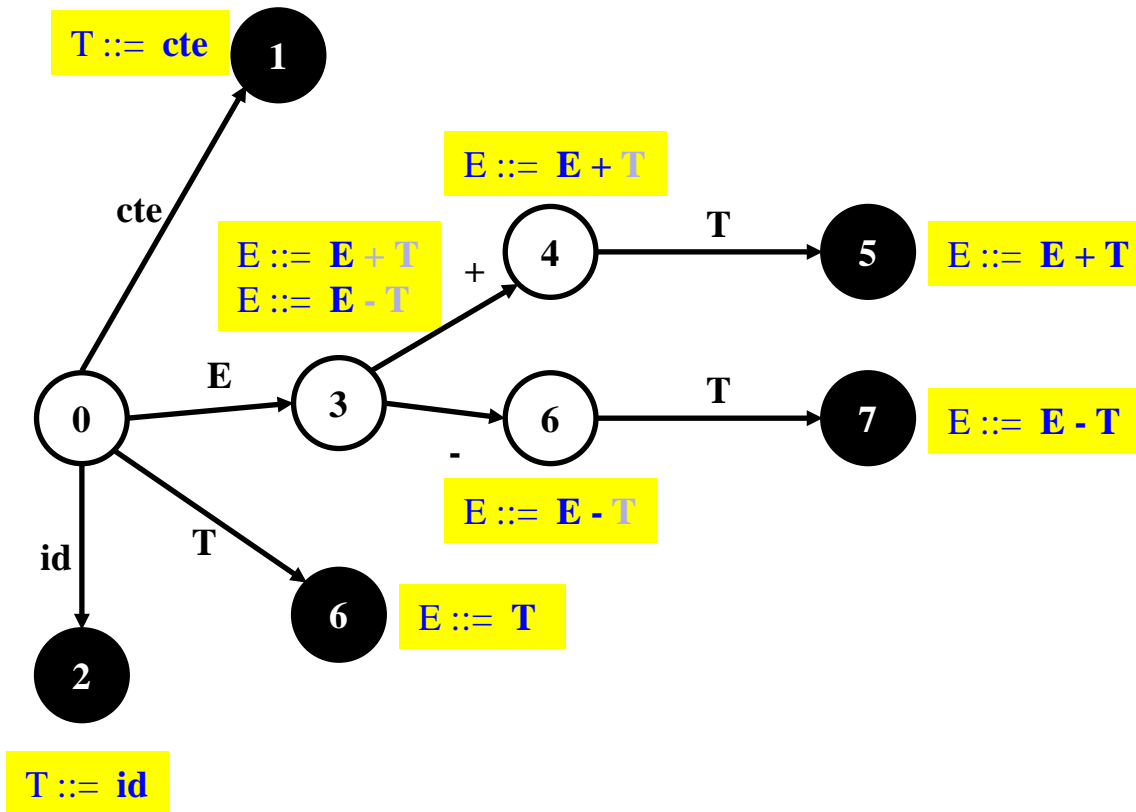 T ::= cte
1
cte
E ::= E + T
E ::= E + T
E ::= E - T
+
4
T
5
E ::= E + T
0
E
3
-
6
T
7
E ::= E - T
E ::= E - T
id
T
6
E ::= T
2
T ::= id